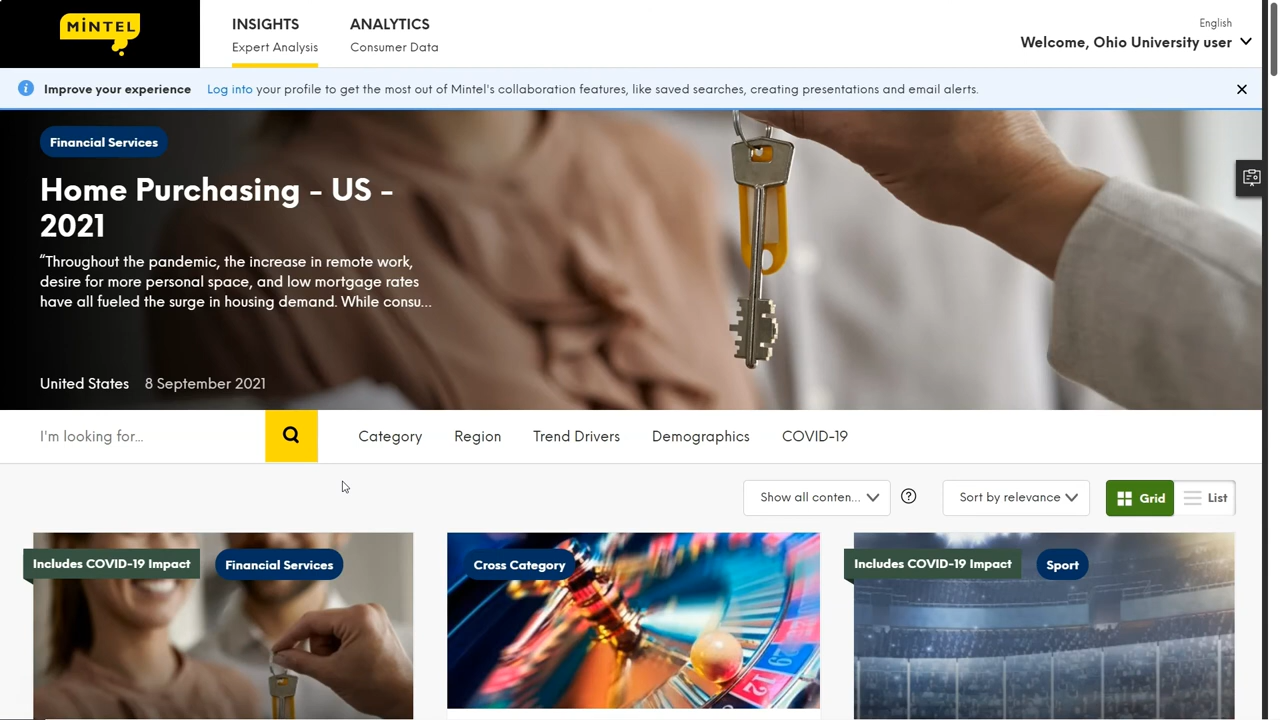 MINTEL
INSIGHTS
Expert Analysis
ANALYTICS
Consumer Data
English
Welcome, Ohio University user
Improve your experience Log into your profile to get the most out of Mintel's collaboration features, like saved searches, creating presentations and email alerts.
Financial Services
Home Purchasing - US -
2021
“Throughout the pandemic, the increase in remote work,
desire for more personal space, and low mortgage rates
have all fueled the surge in housing demand. While consu...
United States 8 September 2021
I'm looking for...
Category Region Trend Drivers Demographics COVID-19
Show all conten... ? Sort by relevance Grid List
Includes COVID-19 Impact Financial Services
Cross Category
Includes COVID-19 Impact Sport
29
12